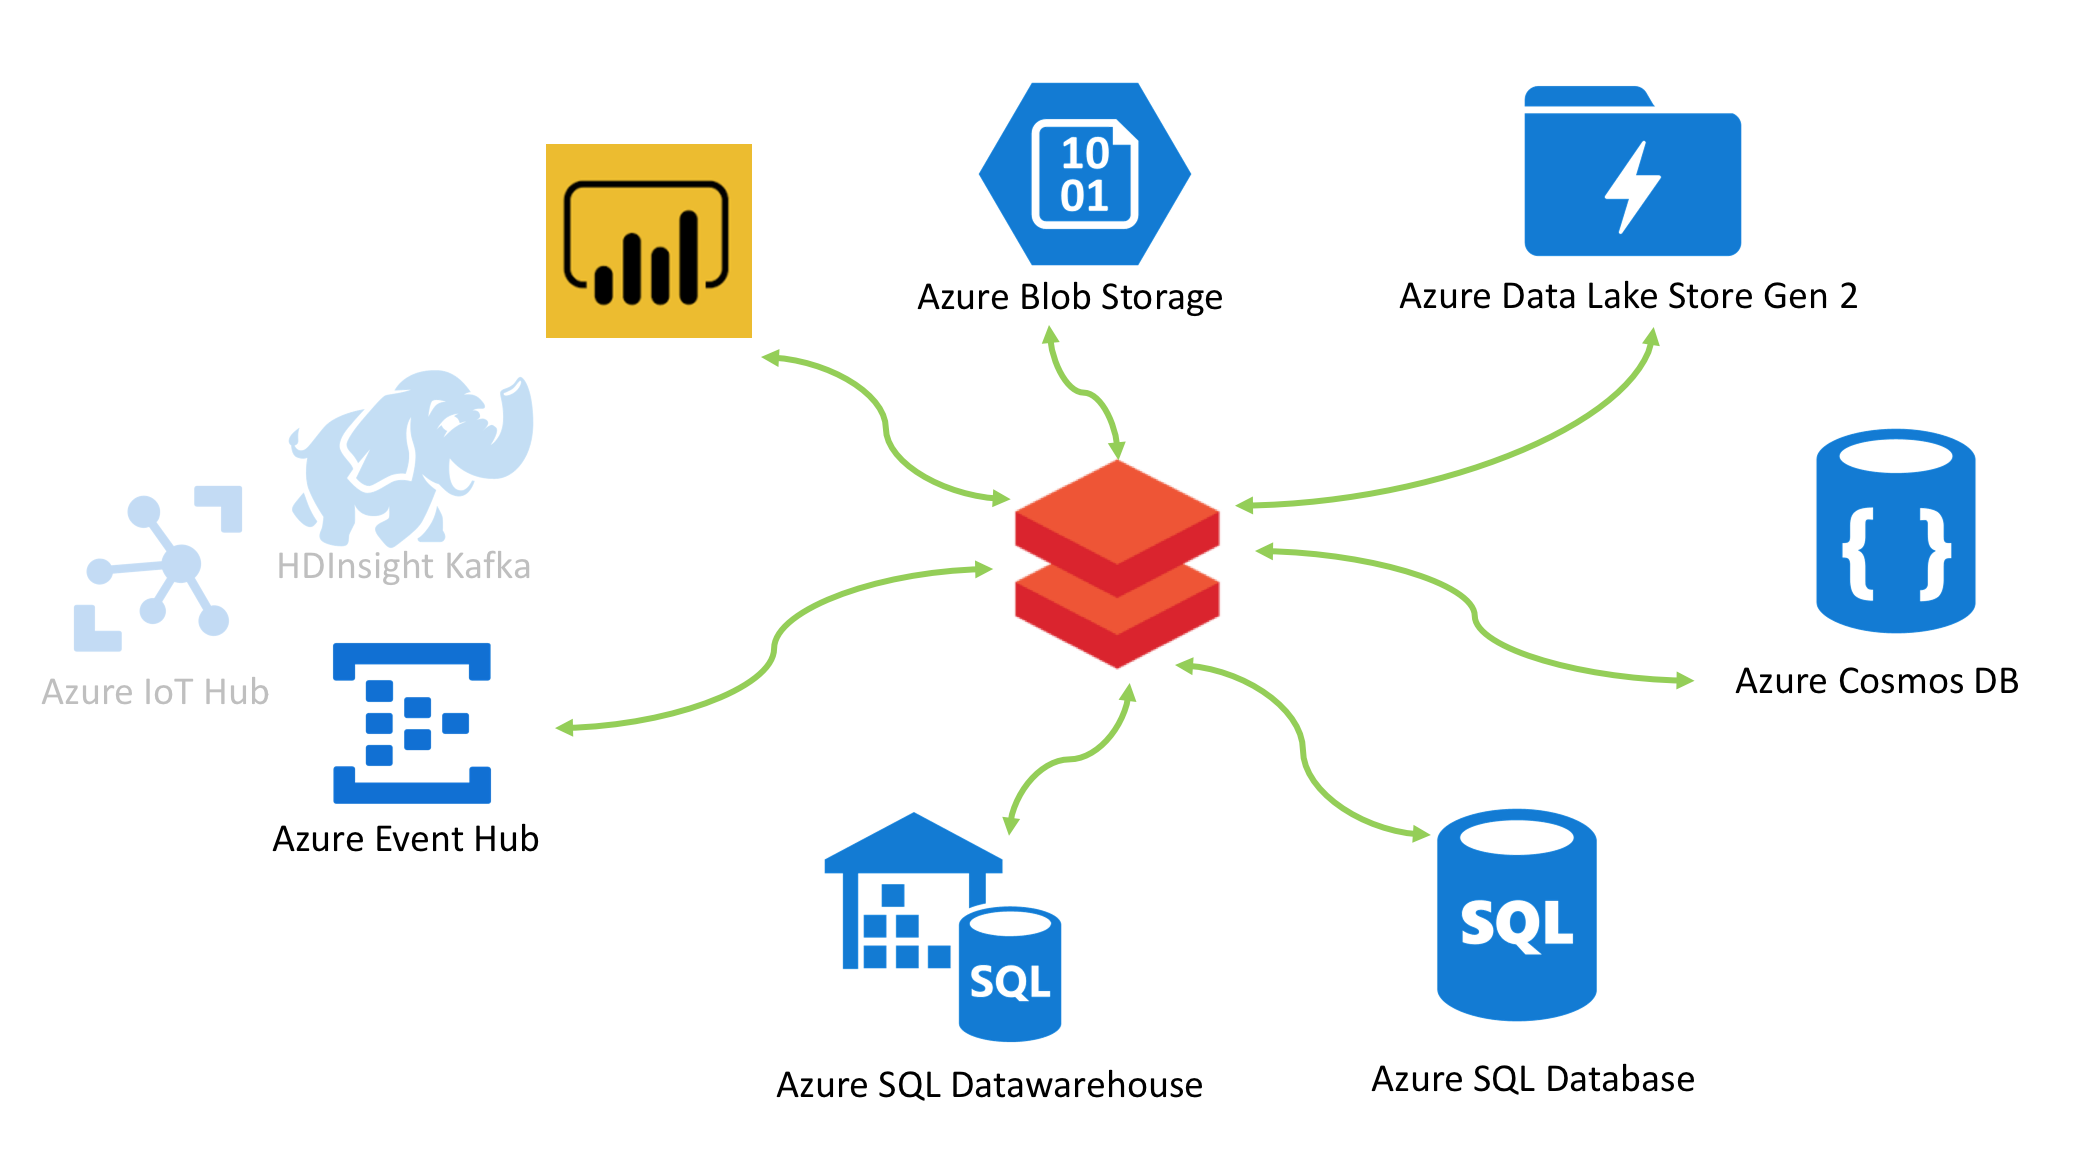 10
01
Azure Blob Storage
Azure Data Lake Store Gen 2
HDInsight Kafka
Azure IoT Hub
{ }
Azure Cosmos DB
Azure Event Hub
SQL
Azure SQL Datawarehouse
SQL
Azure SQL Database